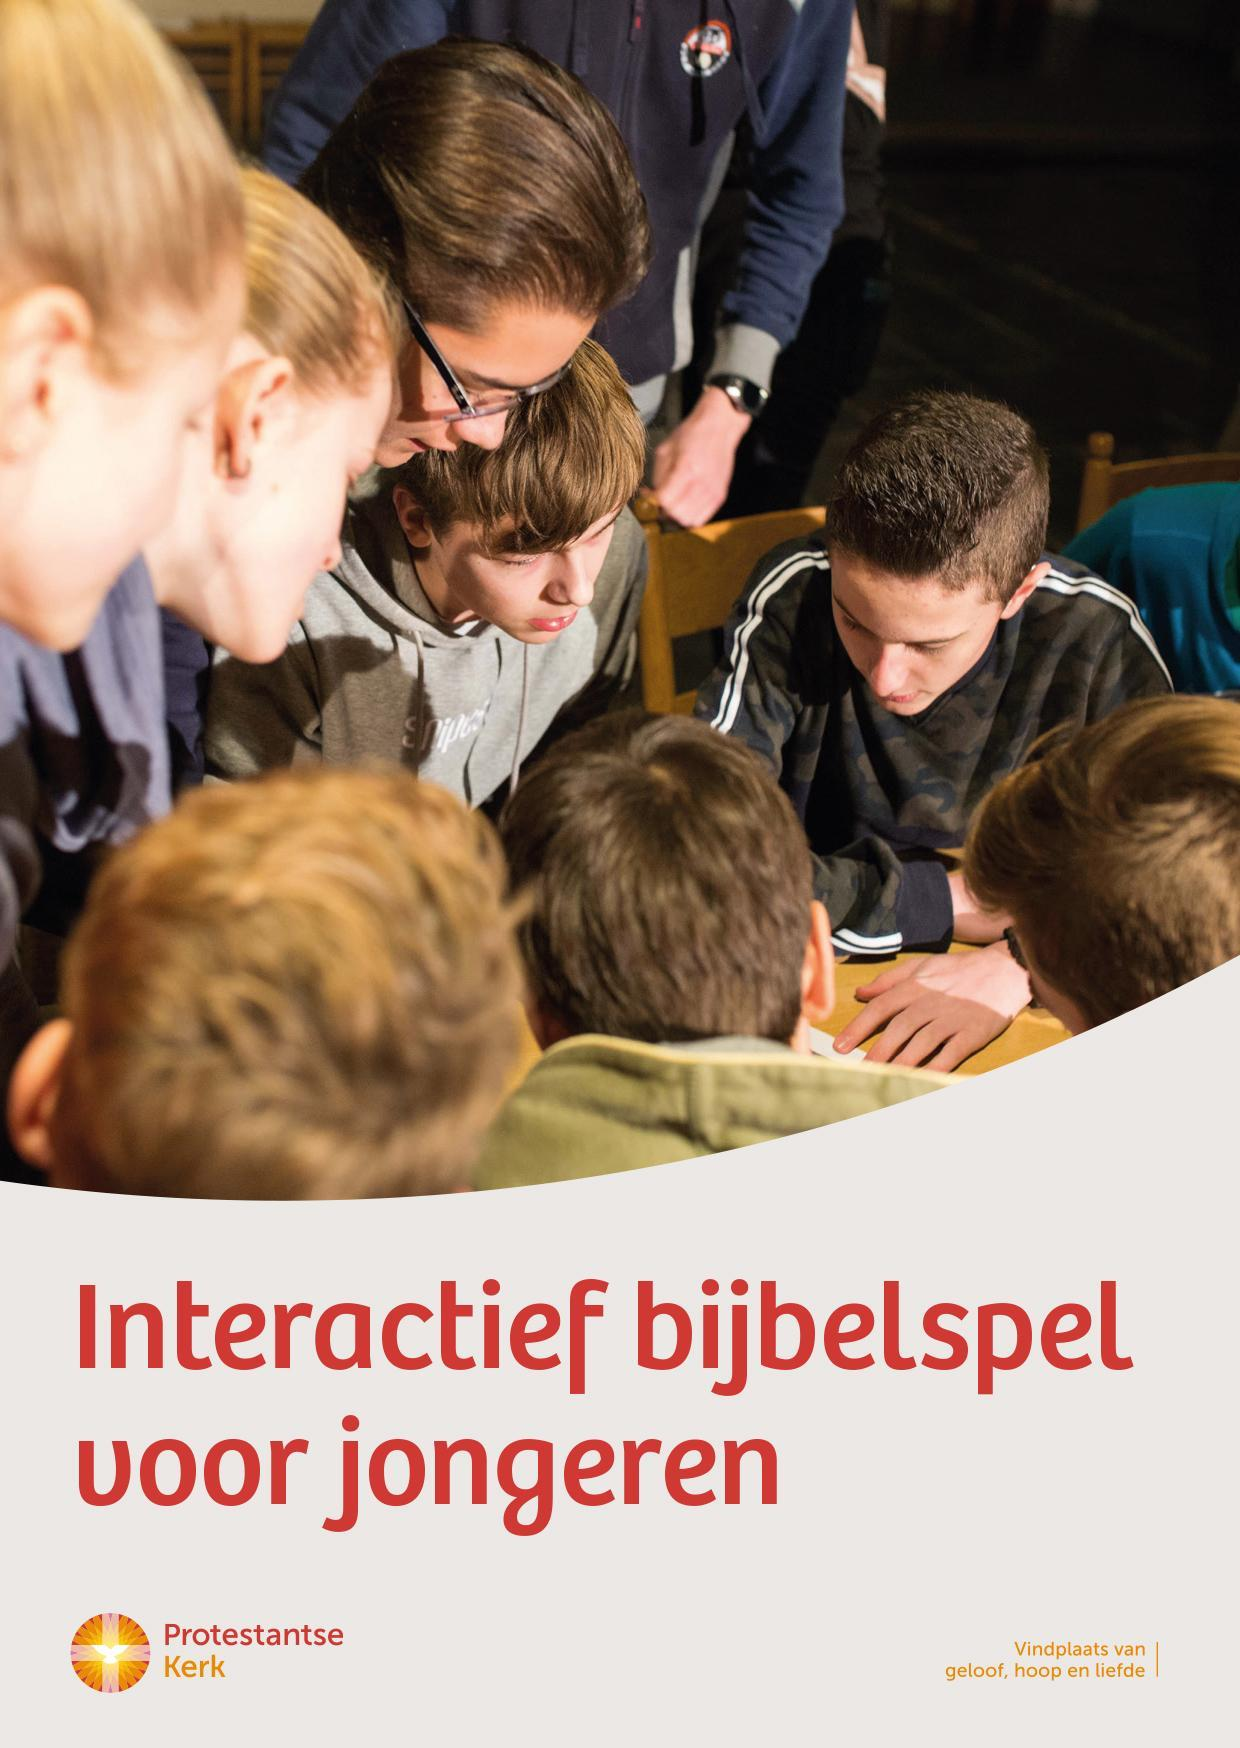 Interactief bijbelspel
voor jongeren
Protestantse
Kerk
Vindplaats van
geloof, hoop en liefde